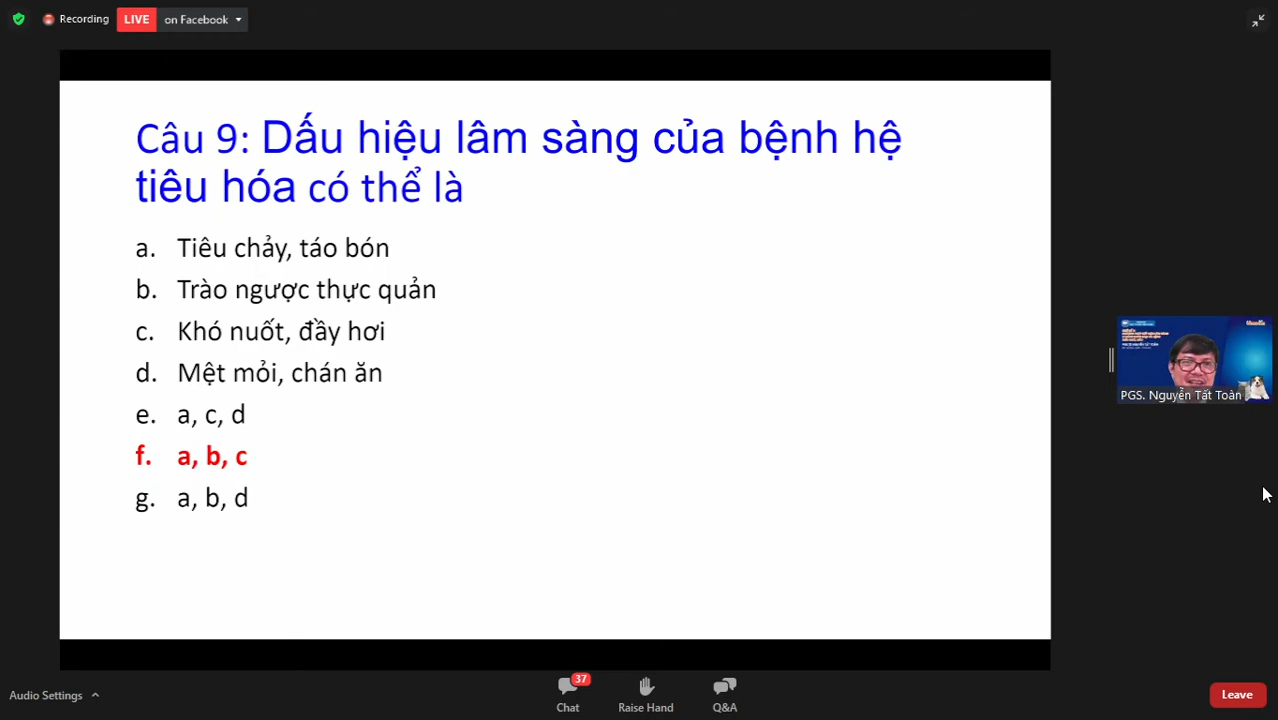 Recording
LIVE
on Facebook
Câu 9: Dấu hiệu lâm sàng của bệnh hệ
tiêu hóa có thể là
a. Tiêu chảy, táo bón
b. Trào ngược thực quản
c. Khó nuốt, đầy hơi
d. Mệt mỏi, chán ăn
e. a, c, d
f. a, b, c
g. a, b, d
PGS. Nguyễn Tất Toàn
Audio Settings
37
Chat
Raise Hand
Q&A
Leave